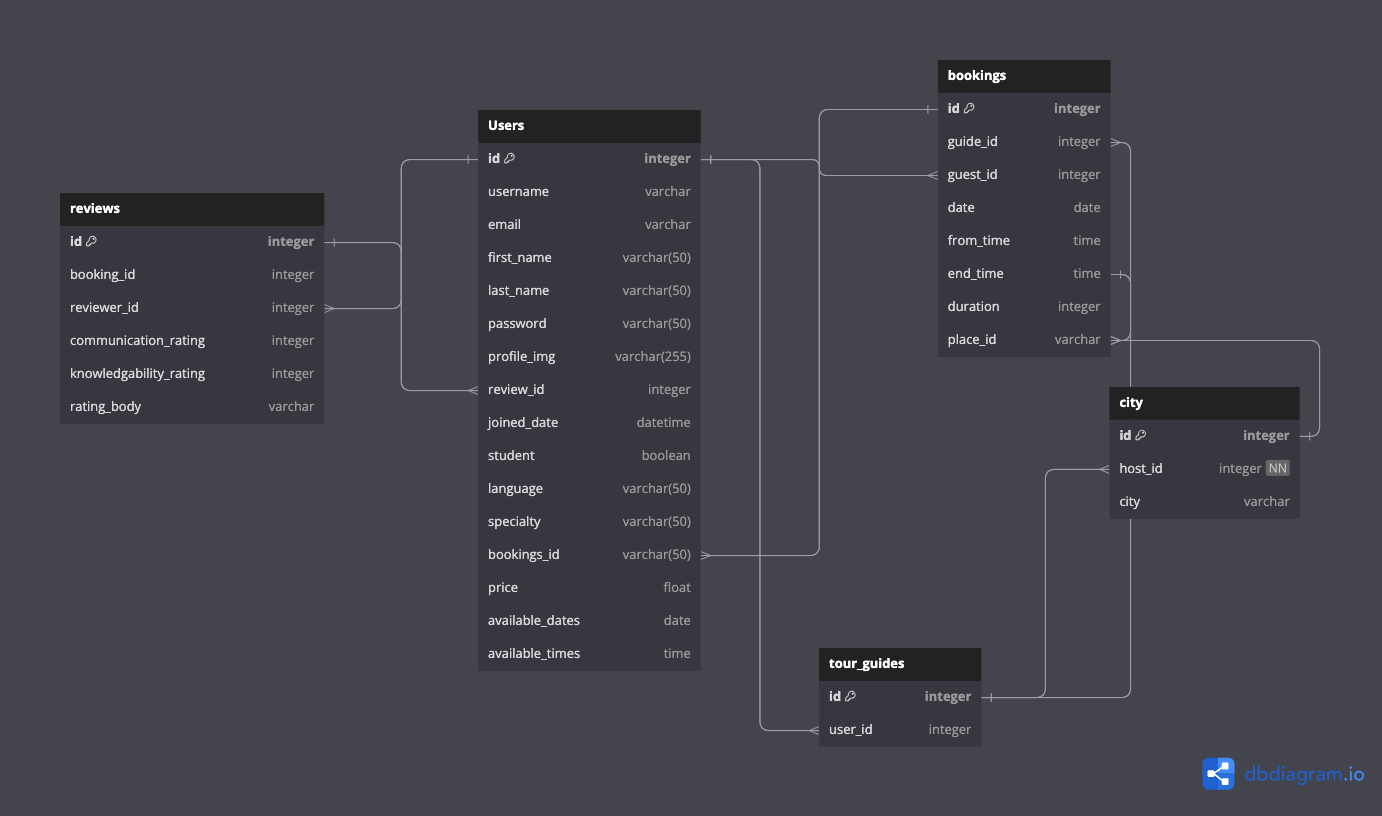 reviews
id integer
booking_id integer
reviewer_id integer
communication_rating integer
knowledgability_rating integer
rating_body varchar
Users
id integer
username varchar
email varchar
first_name varchar(50)
last_name varchar(50)
password varchar(50)
profile_img varchar(255)
review_id integer
joined_date datetime
student boolean
language varchar(50)
specialty varchar(50)
bookings_id varchar(50)
price float
available_dates date
available_times time
bookings
id integer
guide_id integer
guest_id integer
date date
from_time time
end_time time
duration integer
place_id varchar
city
id integer
host_id integer NN
city varchar
tour_guides
id integer
user_id integer
dbdiagram.io